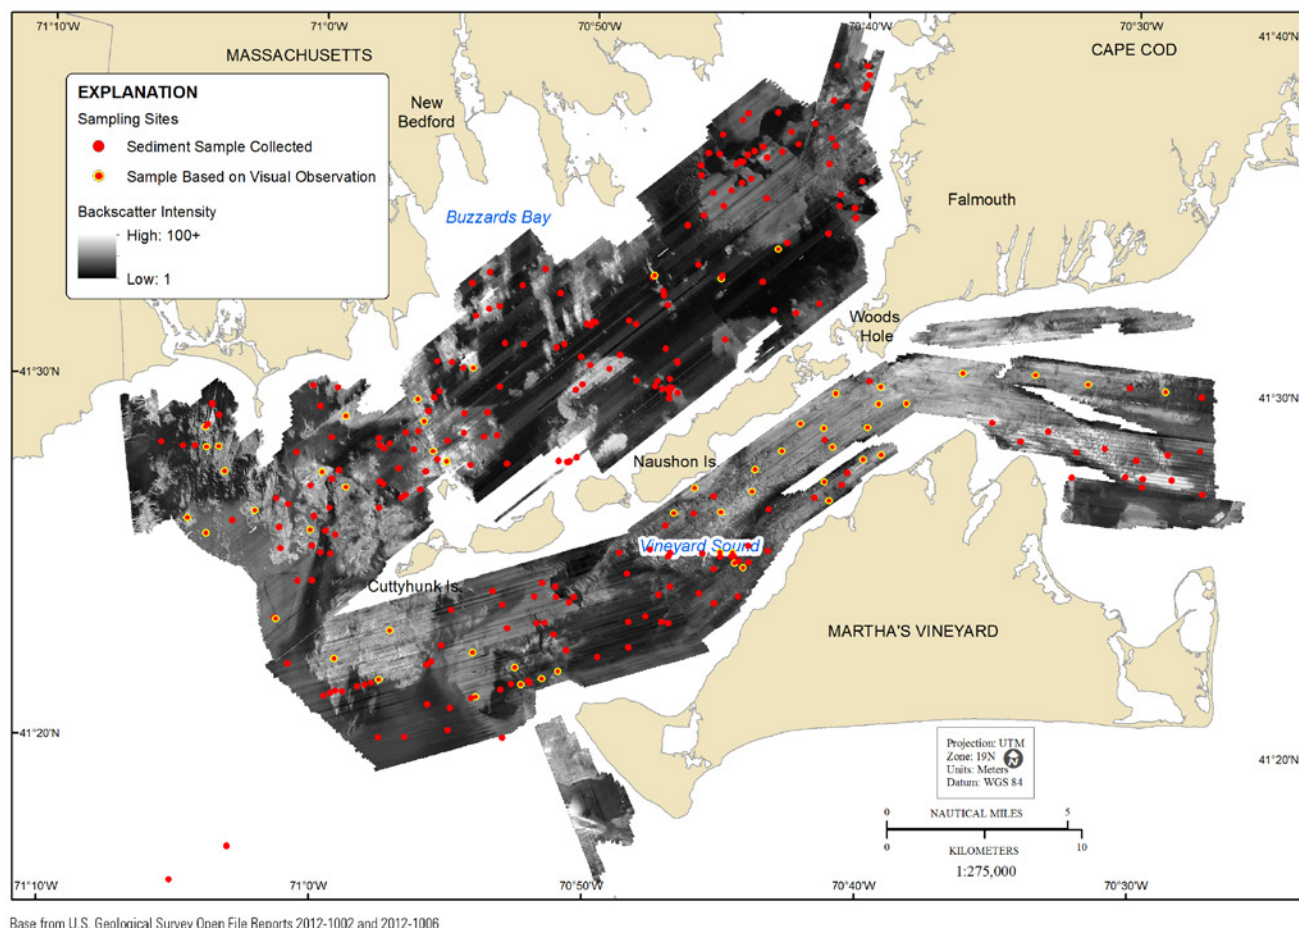 71°10'W 71°0'W 70°50'W 70°40'W 70°30'W
41°40'N
MASSACHUSETTS
CAPE COD
EXPLANATION
Sampling Sites
Sediment Sample Collected
Sample Based on Visual Observation
Backscatter Intensity
High: 100+
Low: 1
New
Bedford
Buzzards Bay
Falmouth
Woods
Hole
41°30'N
41°30'N
Naushon Is.
Vineyard Sound
Cuttyhunk Is.
MARTHA'S VINEYARD
41°20'N
41°20'N
Projection: UTM
Zone: 19N
Units: Meters
Datum: WGS 84
N
0 NAUTICAL MILES 5
0 KILOMETERS 10
1:275,000
71°10'W 71°0'W 70°50'W 70°40'W 70°30'W
Base from U.S. Geological Survey Open File Reports 2012-1002 and 2012-1006